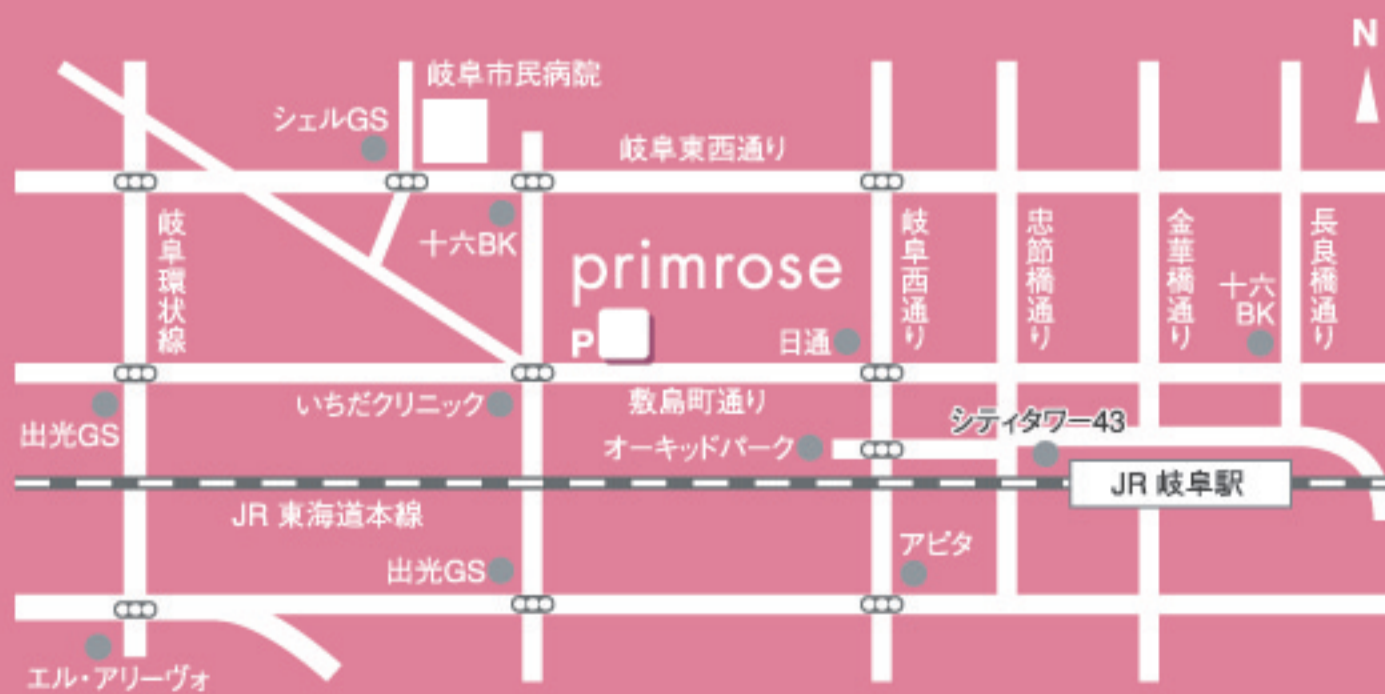 N
岐阜市民病院
シェルGS
岐阜東西通り
岐阜環状線
十六BK
primrose
P
日通
岐阜西通り
忠節橋通り
金華橋通り
十六
BK
長良橋通り
いちだクリニック
敷島町通り
出光GS
シティタワー43
オーキッドパーク
JR 岐阜駅
JR 東海道本線
アピタ
出光GS
エル・アリーヴォ